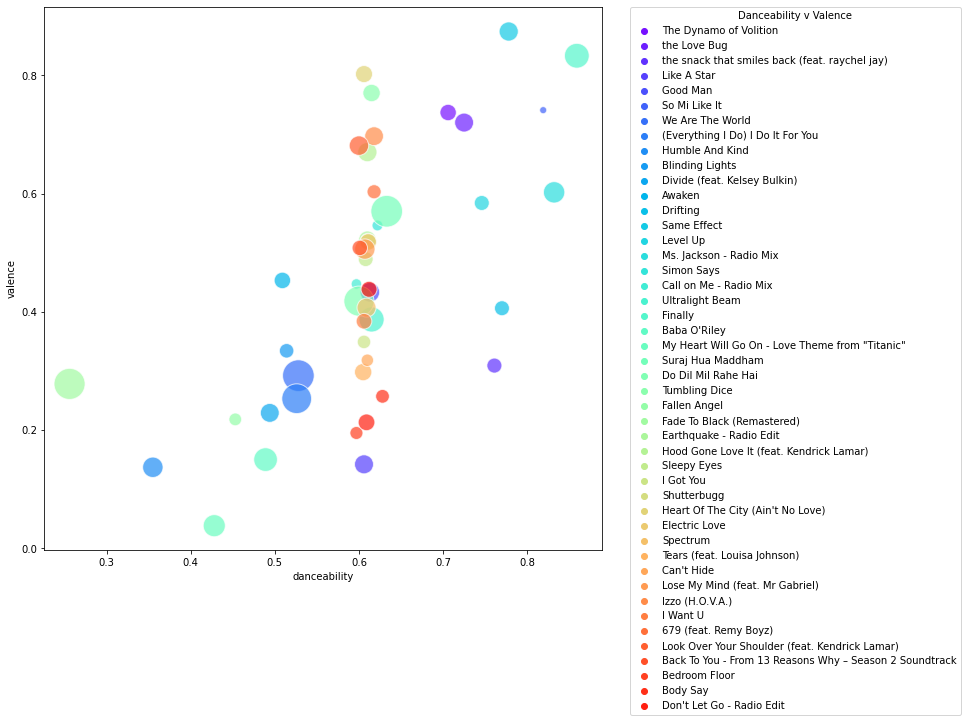 Danceability v Valence
The Dynamo of Volition
the Love Bug
the snack that smiles back (feat. raychel jay)
Like A Star
Good Man
So Mi Like It
We Are The World
(Everything I Do) I Do It For You
Humble And Kind
Blinding Lights
Divide (feat. Kelsey Bulkin)
Awaken
Drifting
Same Effect
Level Up
Ms. Jackson - Radio Mix
Simon Says
Call on Me - Radio Mix
Ultralight Beam
Finally
Baba O'Riley
My Heart Will Go On - Love Theme from "Titanic"
Suraj Hua Maddham
Do Dil Mil Rahe Hai
Tumbling Dice
Fallen Angel
Fade To Black (Remastered)
Earthquake - Radio Edit
Hood Gone Love It (feat. Kendrick Lamar)
Sleepy Eyes
I Got You
Shutterbugg
Heart Of The City (Ain't No Love)
Electric Love
Spectrum
Tears (feat. Louisa Johnson)
Can't Hide
Lose My Mind (feat. Mr Gabriel)
Izzo (H.O.V.A.)
I Want U
679 (feat. Remy Boyz)
Look Over Your Shoulder (feat. Kendrick Lamar)
Back To You - From 13 Reasons Why – Season 2 Soundtrack
Bedroom Floor
Body Say
Don't Let Go - Radio Edit
0.8
0.6
0.4
0.2
0.0
valence
0.3 0.4 0.5 0.6 0.7 0.8
danceability